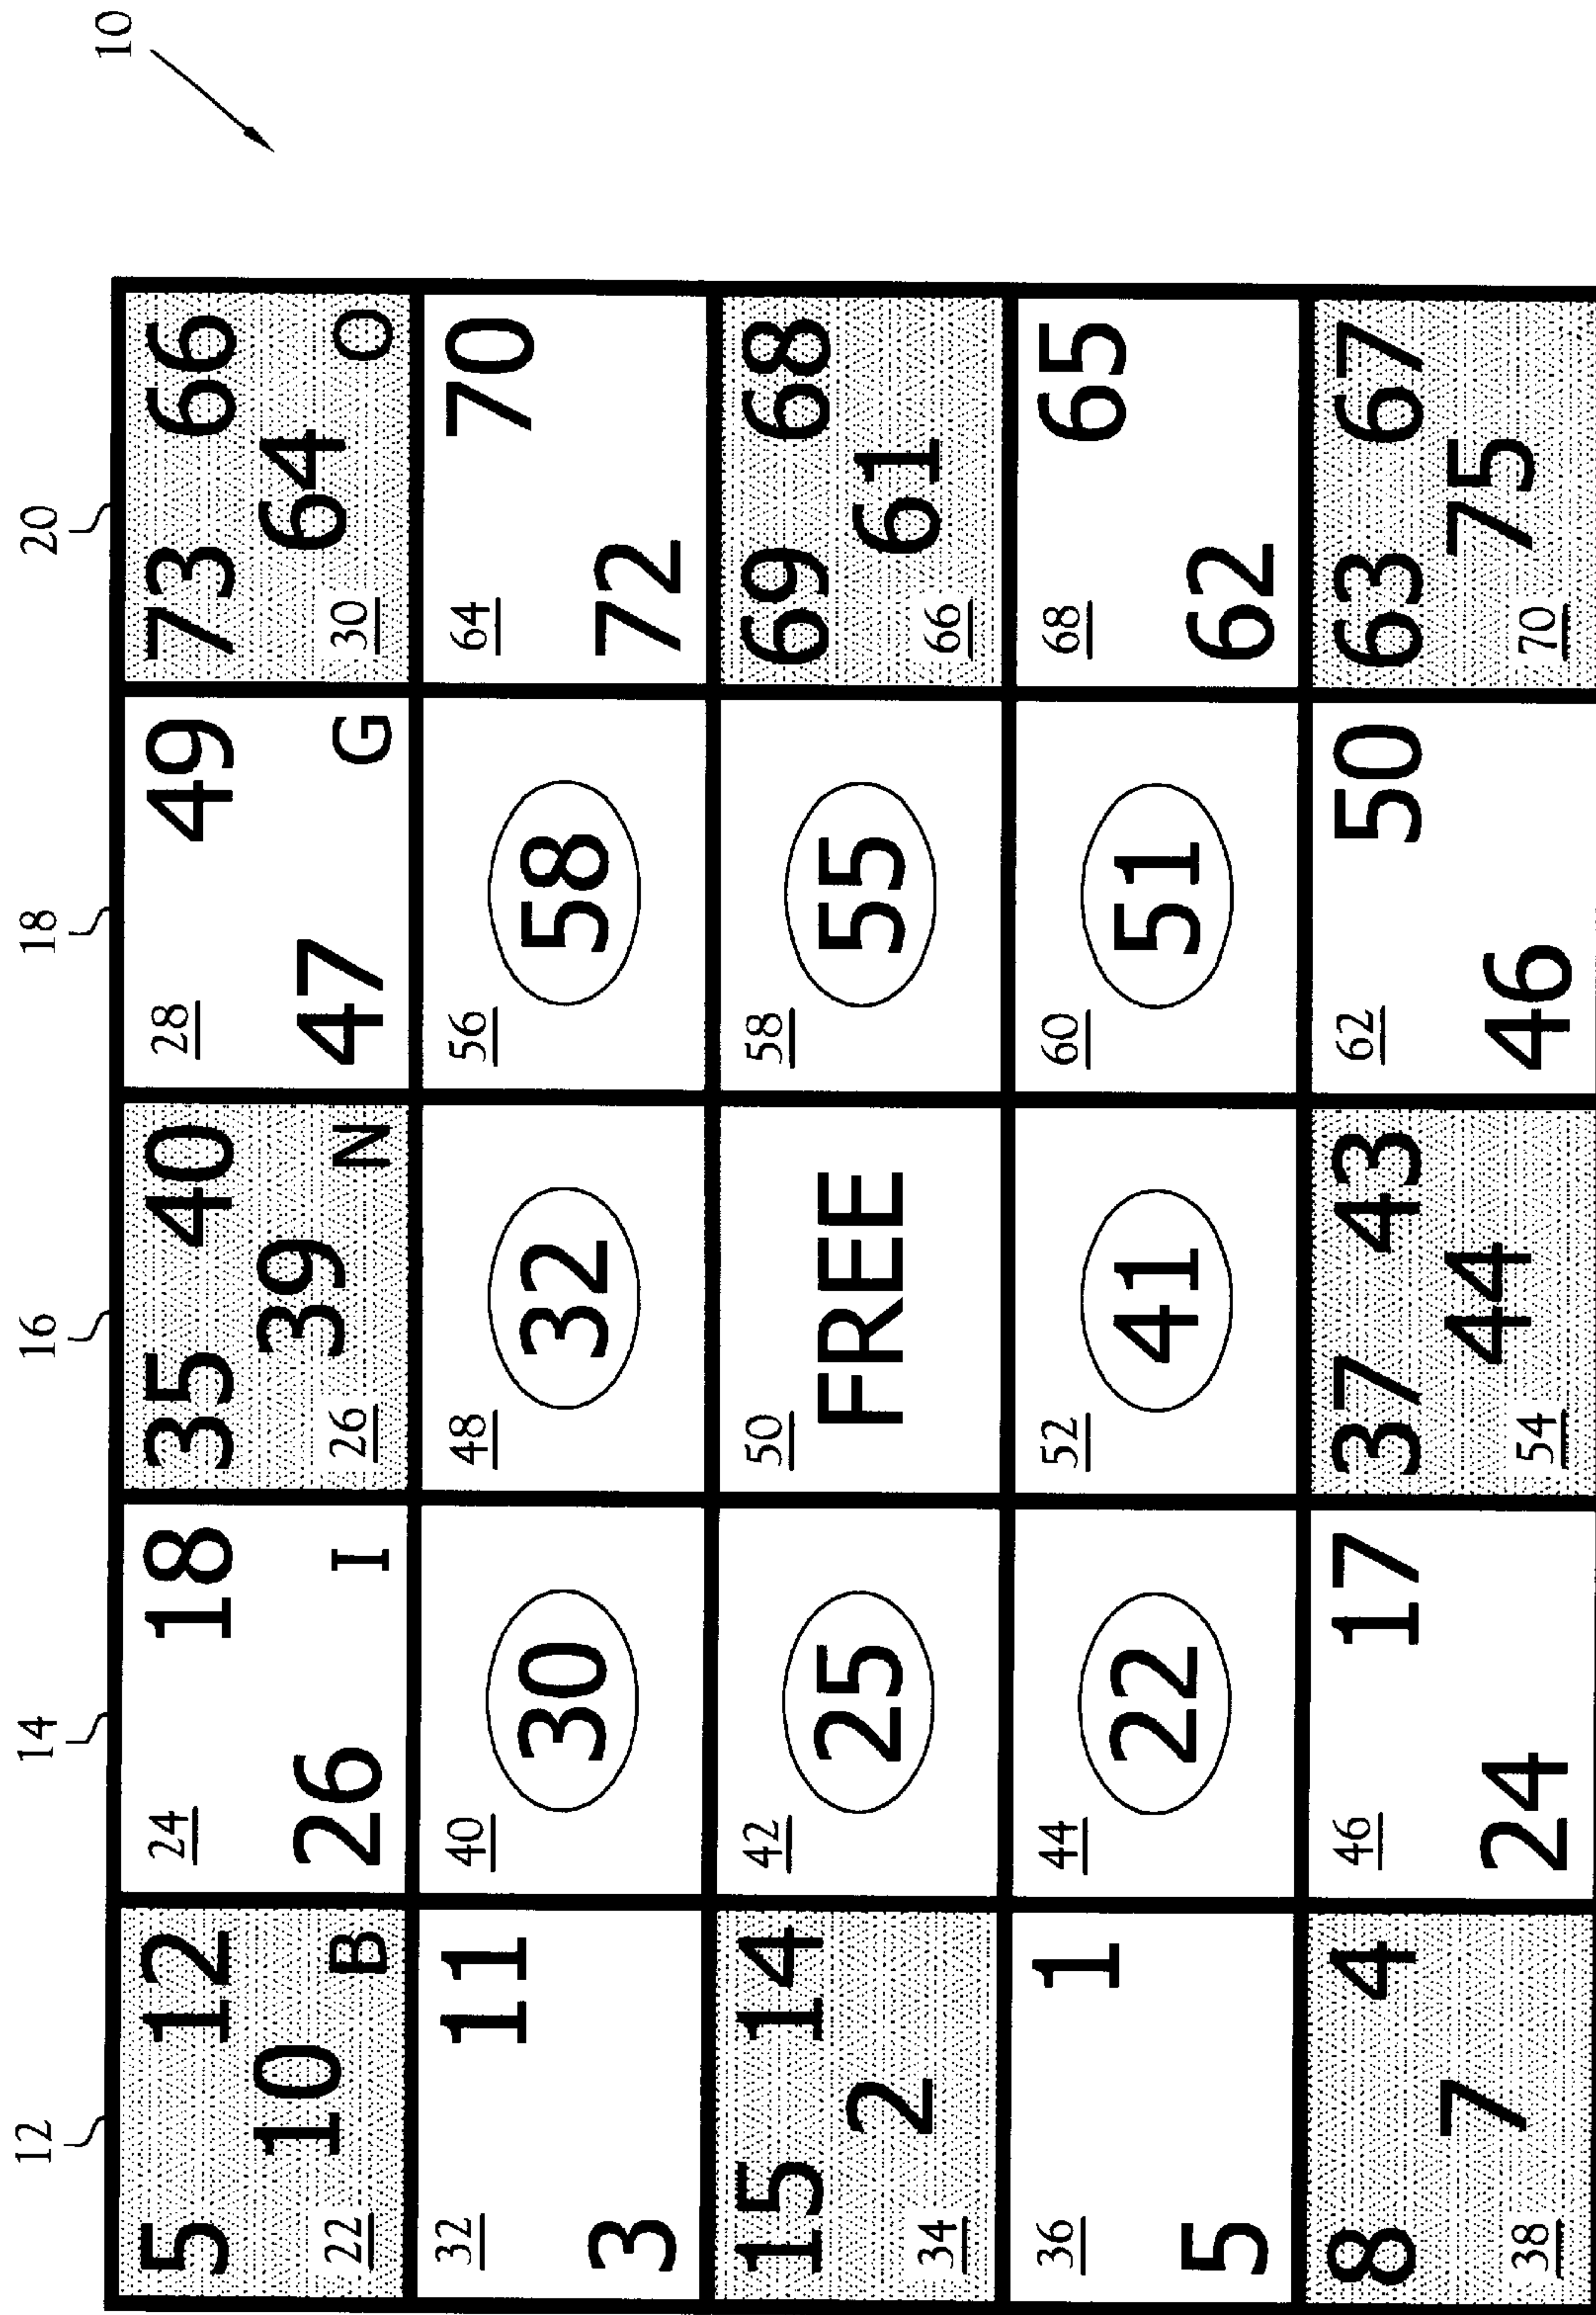 10
12 14 16 18 20
5 12 10 22 B
24 18 26 I
35 40 39 26 N
28 49 47 G
73 66 64 30 O
32 11 3
40 30
48 32
56 58
64 70 72
15 14 2 34
42 25
50 FREE
58 55
69 68 61 66
36 1 5
44 22
52 41
60 51
68 65 62
8 4 7 38
46 17 24
37 43 44 54
62 50 46
63 67 75 70